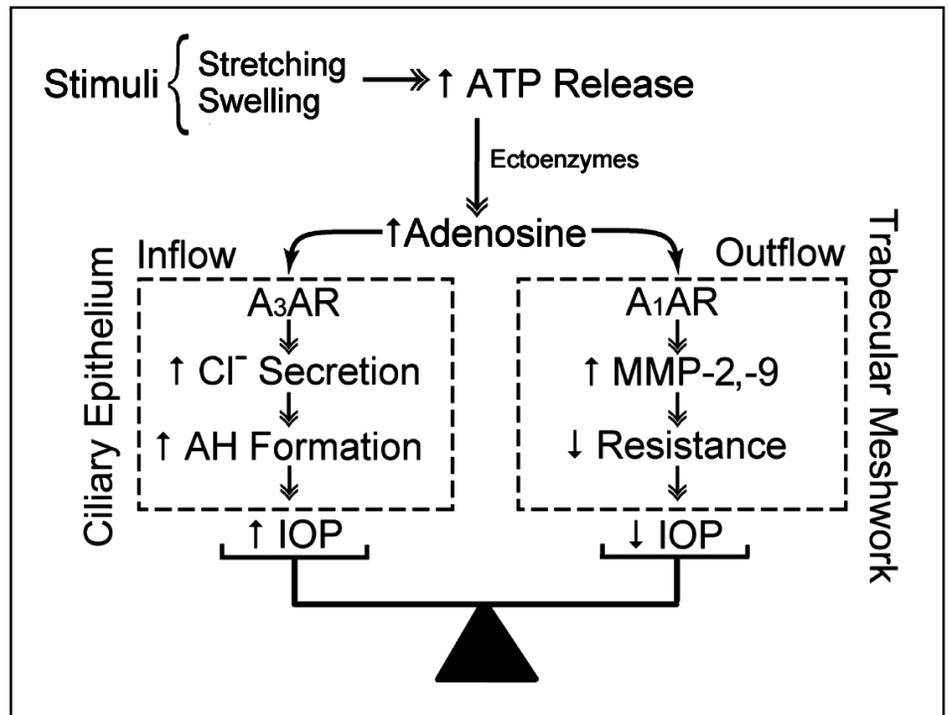 Stimuli { Stretching
Swelling
↑ ATP Release
Ectoenzymes
↑Adenosine
Inflow
Outflow
Ciliary Epithelium
A₃AR
↑ Cl⁻ Secretion
↑ AH Formation
↑ IOP
Trabecular Meshwork
A₁AR
↑ MMP-2,-9
↓ Resistance
↓ IOP